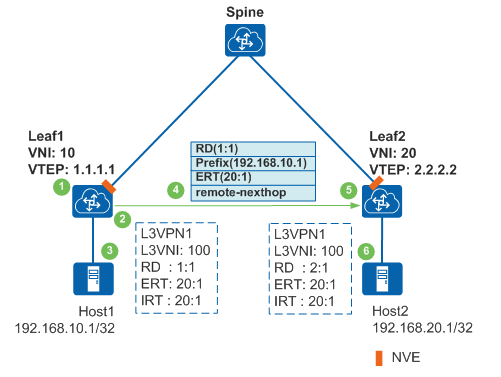 Spine
Leaf1
VNI: 10
VTEP: 1.1.1.1
Leaf2
VNI: 20
VTEP: 2.2.2.2
RD(1:1)
Prefix(192.168.10.1)
ERT(20:1)
remote-nexthop
1
2
3
4
5
6
L3VPN1
L3VNI: 100
RD : 1:1
ERT: 20:1
IRT : 20:1
L3VPN1
L3VNI: 100
RD : 2:1
ERT: 20:1
IRT : 20:1
Host1
192.168.10.1/32
Host2
192.168.20.1/32
NVE